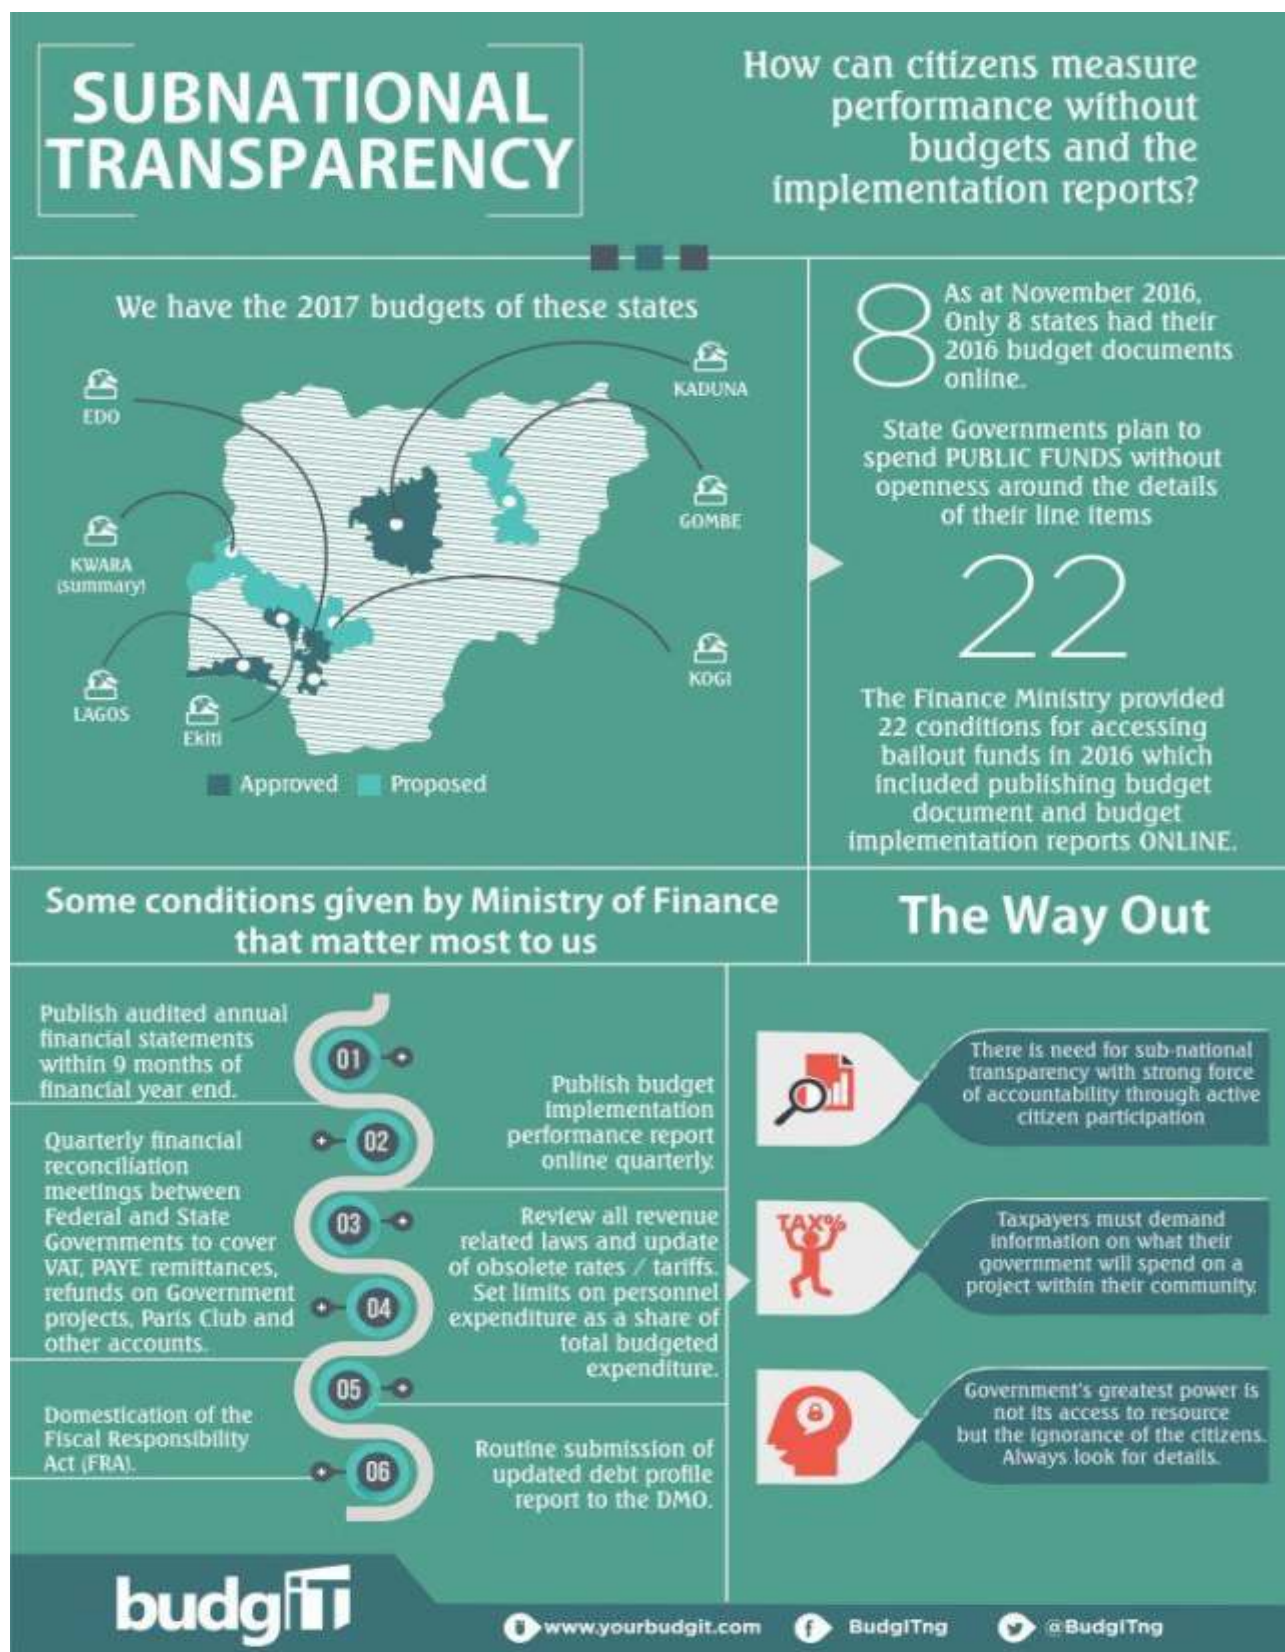 SUBNATIONAL
TRANSPARENCY
How can citizens measure
performance without
budgets and the
implementation reports?
We have the 2017 budgets of these states
EDO
KWARA
(summary)
LAGOS
Ekiti
KADUNA
GOMBE
KOGI
Approved
Proposed
8
As at November 2016,
Only 8 states had their
2016 budget documents
online.
State Governments plan to
spend PUBLIC FUNDS without
openness around the details
of their line items
22
The Finance Ministry provided
22 conditions for accessing
bailout funds in 2016 which
included publishing budget
document and budget
implementation reports ONLINE.
Some conditions given by Ministry of Finance
that matter most to us
01
Publish audited annual
financial statements
within 9 months of
financial year end.
02
Publish budget
implementation
performance report
online quarterly.
03
Quarterly financial
reconciliation
meetings between
Federal and State
Governments to cover
VAT, PAYE remittances,
refunds on Government
projects, Paris Club and
other accounts.
04
Review all revenue
related laws and update
of obsolete rates / tariffs.
Set limits on personnel
expenditure as a share of
total budgeted
expenditure.
05
Domestication of the
Fiscal Responsibility
Act (FRA).
06
Routine submission of
updated debt profile
report to the DMO.
The Way Out
There is need for sub-national
transparency with strong force
of accountability through active
citizen participation
TAX%
Taxpayers must demand
information on what their
government will spend on a
project within their community.
Government's greatest power is
not its access to resource
but the ignorance of the citizens.
Always look for details.
budgiT
www.yourbudgit.com
f
BudgITng
@BudgITng